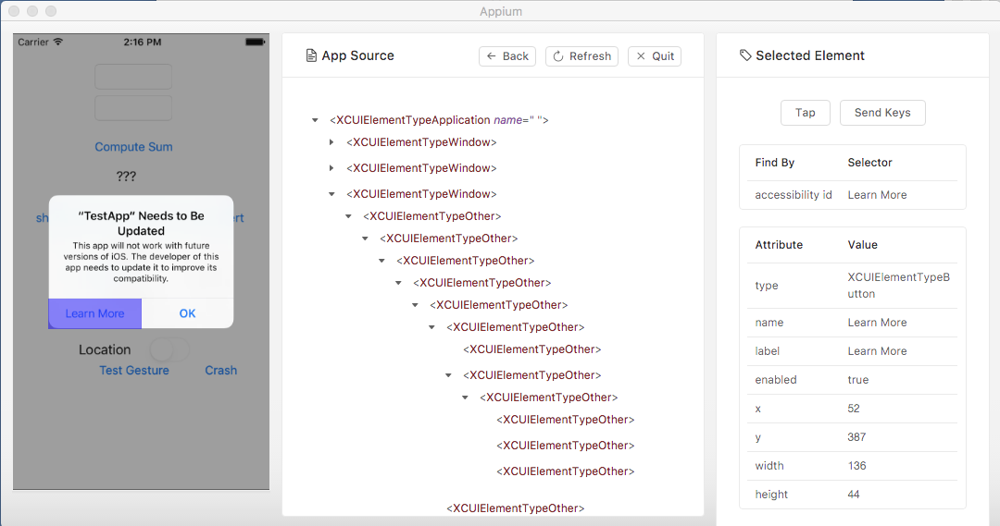 Appium
Carrier 2:16 PM
Compute Sum
???
sh
ert
“TestApp” Needs to Be
Updated
This app will not work with future
versions of iOS. The developer of this
app needs to update it to improve its
compatibility.
Learn More OK
Location
Test Gesture Crash
App Source
Back Refresh Quit
<XCUIElementTypeApplication name=" ">
<XCUIElementTypeWindow>
<XCUIElementTypeWindow>
<XCUIElementTypeWindow>
<XCUIElementTypeOther>
<XCUIElementTypeOther>
<XCUIElementTypeOther>
<XCUIElementTypeOther>
<XCUIElementTypeOther>
<XCUIElementTypeOther>
<XCUIElementTypeOther>
<XCUIElementTypeOther>
<XCUIElementTypeOther>
<XCUIElementTypeOther>
<XCUIElementTypeOther>
<XCUIElementTypeOther>
<XCUIElementTypeOther>
Selected Element
Tap Send Keys
Find By Selector
accessibility id Learn More
Attribute Value
type XCUIElementTypeB
utton
name Learn More
label Learn More
enabled true
x 52
y 387
width 136
height 44